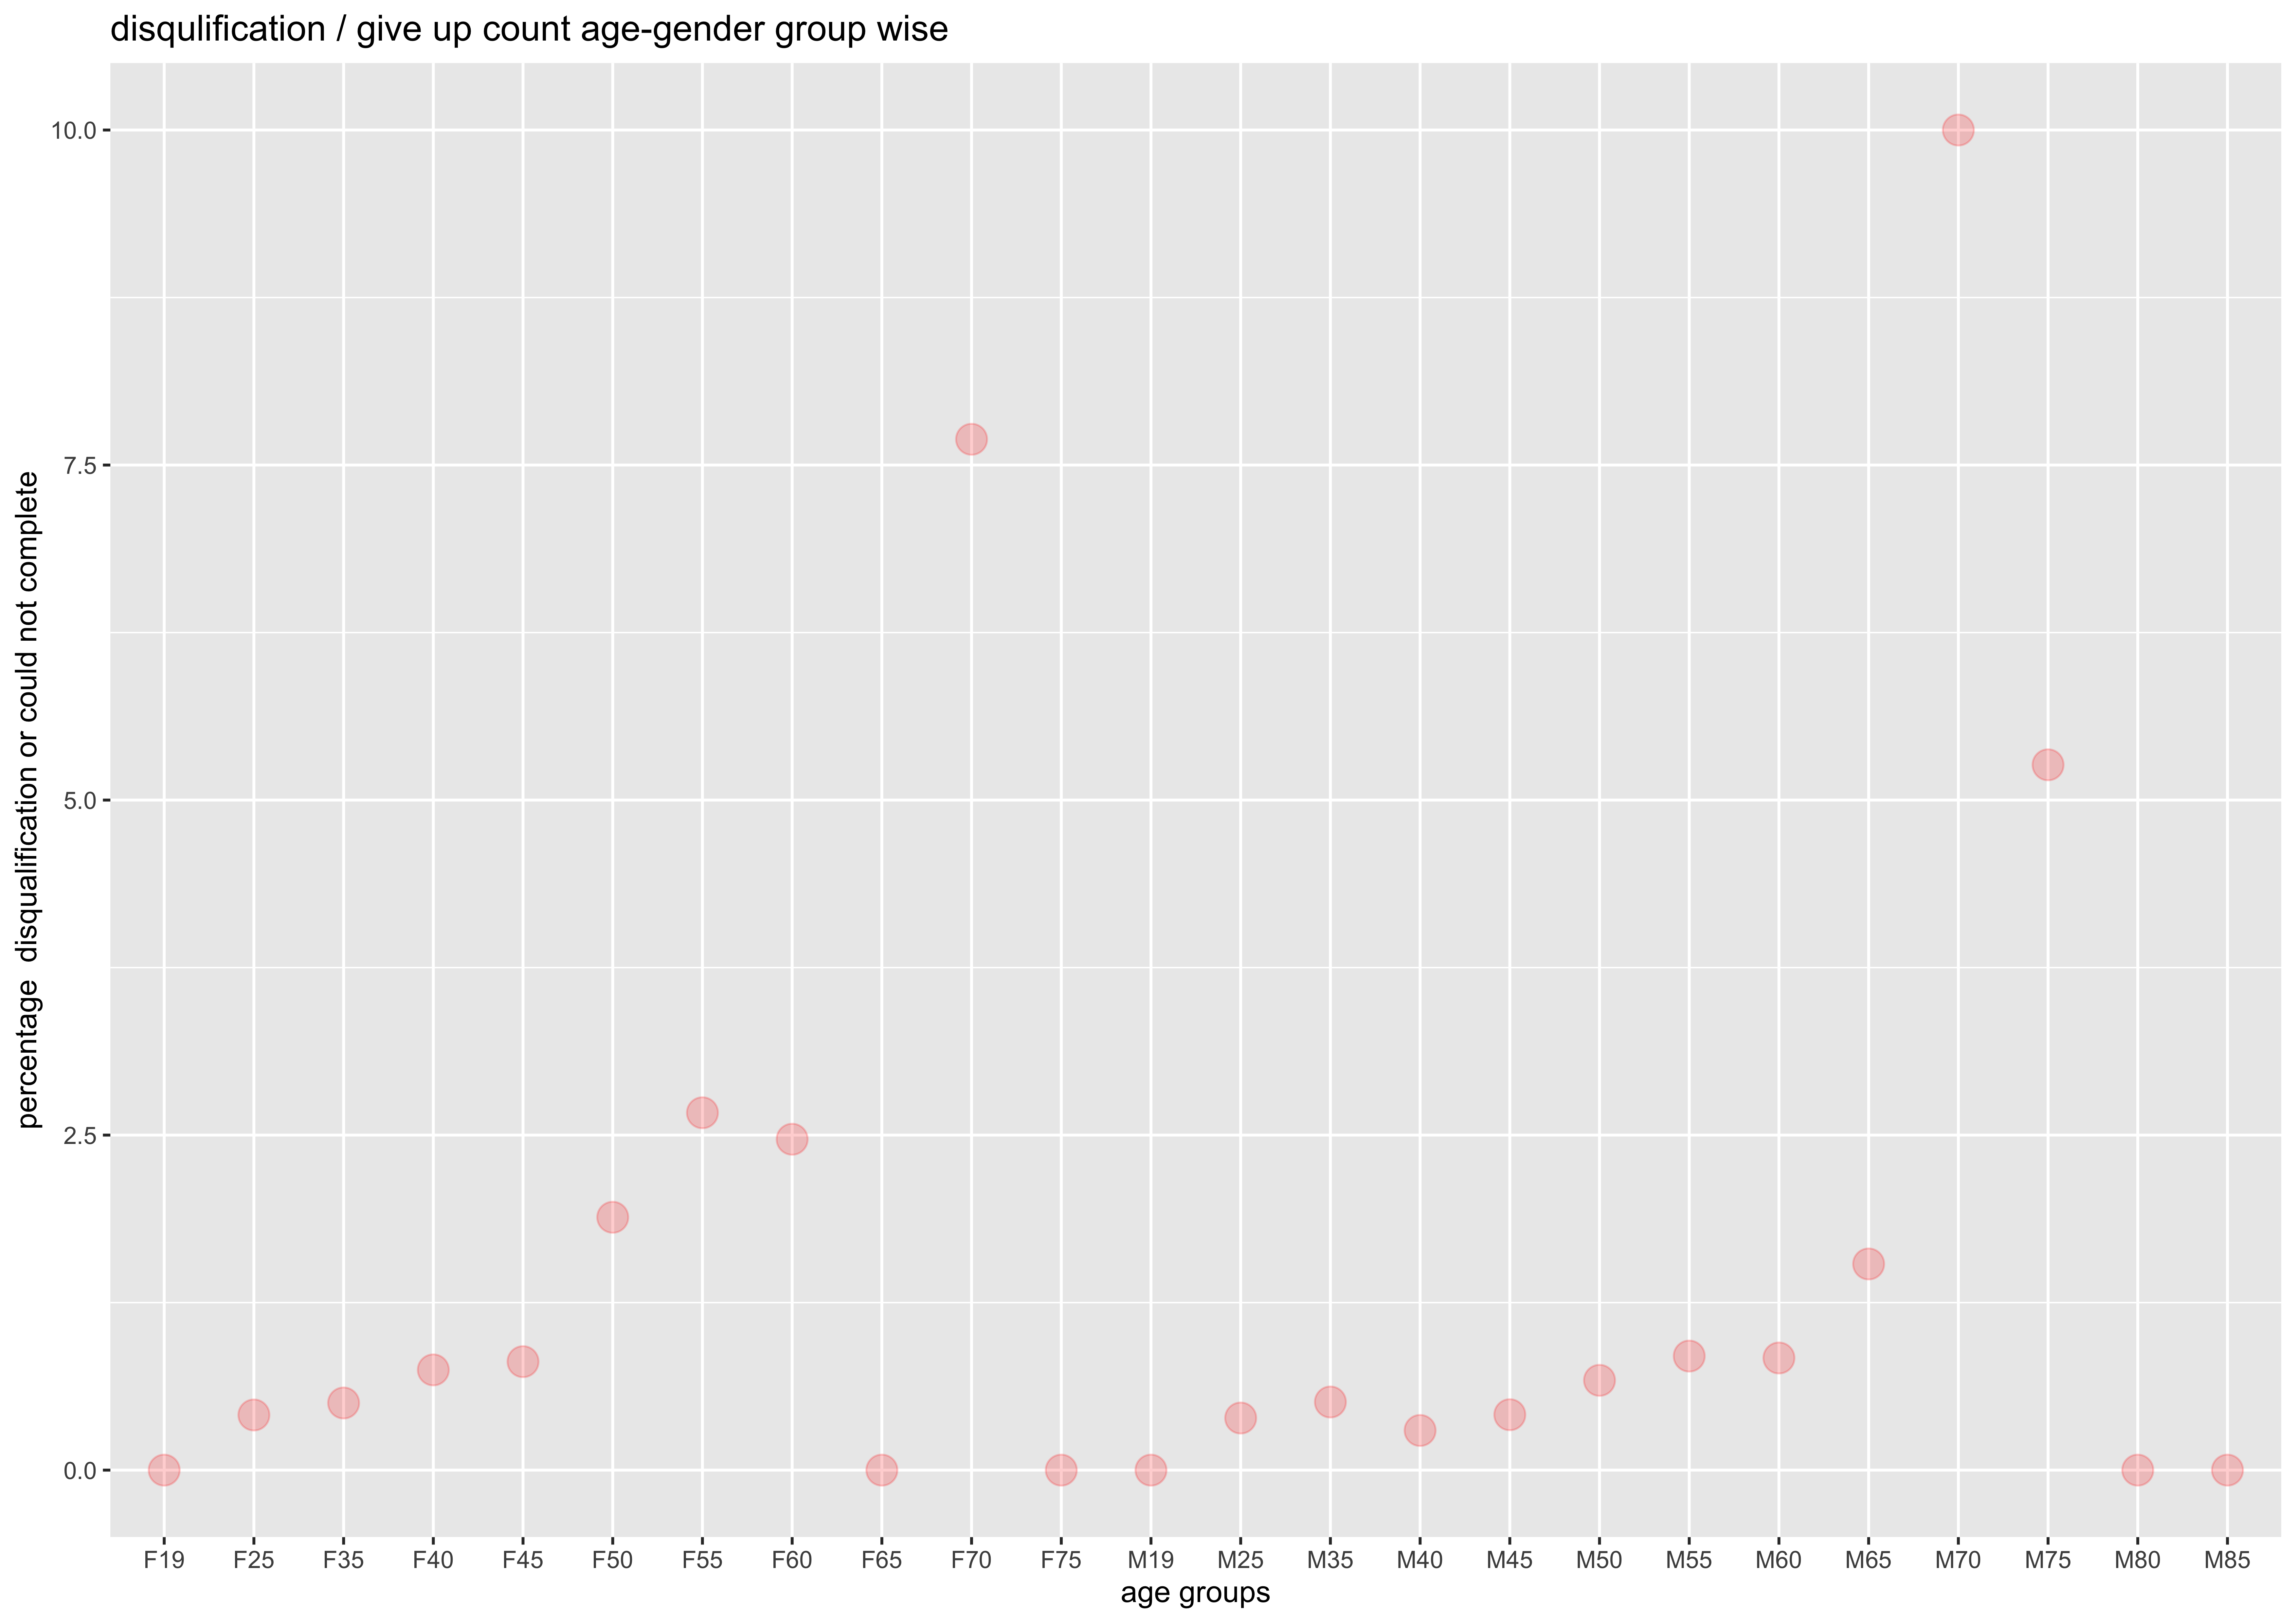 disqulification / give up count age-gender group wise
percentage  disqualification or could not complete
10.0
7.5
5.0
2.5
0.0
F19 F25 F35 F40 F45 F50 F55 F60 F65 F70 F75 M19 M25 M35 M40 M45 M50 M55 M60 M65 M70 M75 M80 M85
age groups